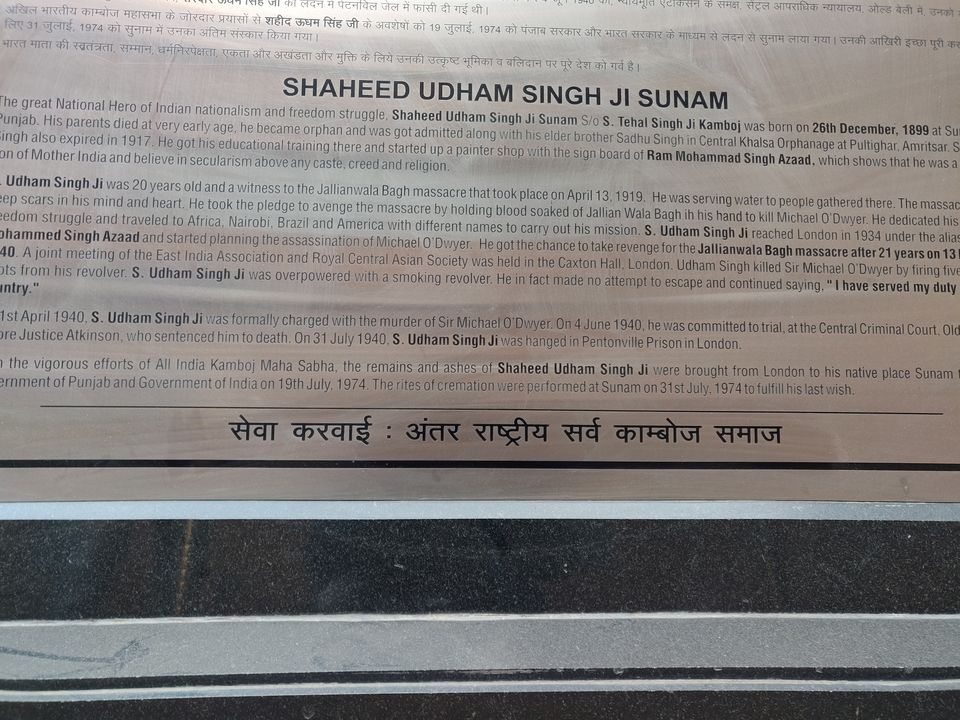 ऊधम सिंह जी को लंदन में पेंटनविल जेल में फांसी दी गई थी।
अखिल भारतीय काम्बोज महासभा के जोरदार प्रयासों से शहीद ऊधम सिंह जी के अवशेषों को 19 जुलाई, 1974 को पंजाब सरकार और भारत सरकार के माध्यम से लंदन से सुनाम लाया गया। उनकी आखिरी इच्छा पूरी
लिए 31 जुलाई, 1974 को सुनाम में उनका अंतिम संस्कार किया गया।
भारत माता की स्वतत्रता, सम्मान, धर्मनिरपेक्षता, एकता और अखंडता और मुक्ति के लिये उनकी उत्कृष्ट भूमिका व बलिदान पर पूरे देश को गर्व है।
SHAHEED UDHAM SINGH JI SUNAM
The great National Hero of Indian nationalism and freedom struggle, Shaheed Udham Singh Ji Sunam S/o S. Tehal Singh Ji Kamboj was born on 26th December, 1899 at
Punjab. His parents died at very early age, he became orphan and was got admitted along with his elder brother Sadhu Singh in Central Khalsa Orphanage at Pultighar, Amritsar.
Singh also expired in 1917. He got his educational training there and started up a painter shop with the sign board of Ram Mohammad Singh Azaad, which shows that he was a
on of Mother India and believe in secularism above any caste, creed and religion.
. Udham Singh Ji was 20 years old and a witness to the Jallianwala Bagh massacre that took place on April 13, 1919. He was serving water to people gathered there. The
eep scars in his mind and heart. He took the pledge to avenge the massacre by holding blood soaked of Jallian Wala Bagh ih his hand to kill Michael O'Dwyer. He dedicated his
eedom struggle and traveled to Africa, Nairobi, Brazil and America with different names to carry out his mission. S. Udham Singh Ji reached London in 1934 under the alias
ohammed Singh Azaad and started planning the assassination of Michael O'Dwyer. He got the chance to take revenge for the Jallianwala Bagh massacre after 21 years on 13
40. A joint meeting of the East India Association and Royal Central Asian Society was held in the Caxton Hall, London. Udham Singh killed Sir Michael O'Dwyer by firing five
ots from his revolver. S. Udham Singh Ji was overpowered with a smoking revolver. He in fact made no attempt to escape and continued saying, " I have served my duty
untry."
1st April 1940, S. Udham Singh Ji was formally charged with the murder of Sir Michael O'Dwyer. On 4 June 1940, he was committed to trial, at the Central Criminal Court, Old
ore Justice Atkinson, who sentenced him to death. On 31 July 1940, S. Udham Singh Ji was hanged in Pentonville Prison in London.
the vigorous efforts of All India Kamboj Maha Sabha, the remains and ashes of Shaheed Udham Singh Ji were brought from London to his native place Sunam
ernment of Punjab and Government of India on 19th July, 1974. The rites of cremation were performed at Sunam on 31st July, 1974 to fulfill his last wish.
सेवा करवाई : अंतर राष्ट्रीय सर्व काम्बोज समाज